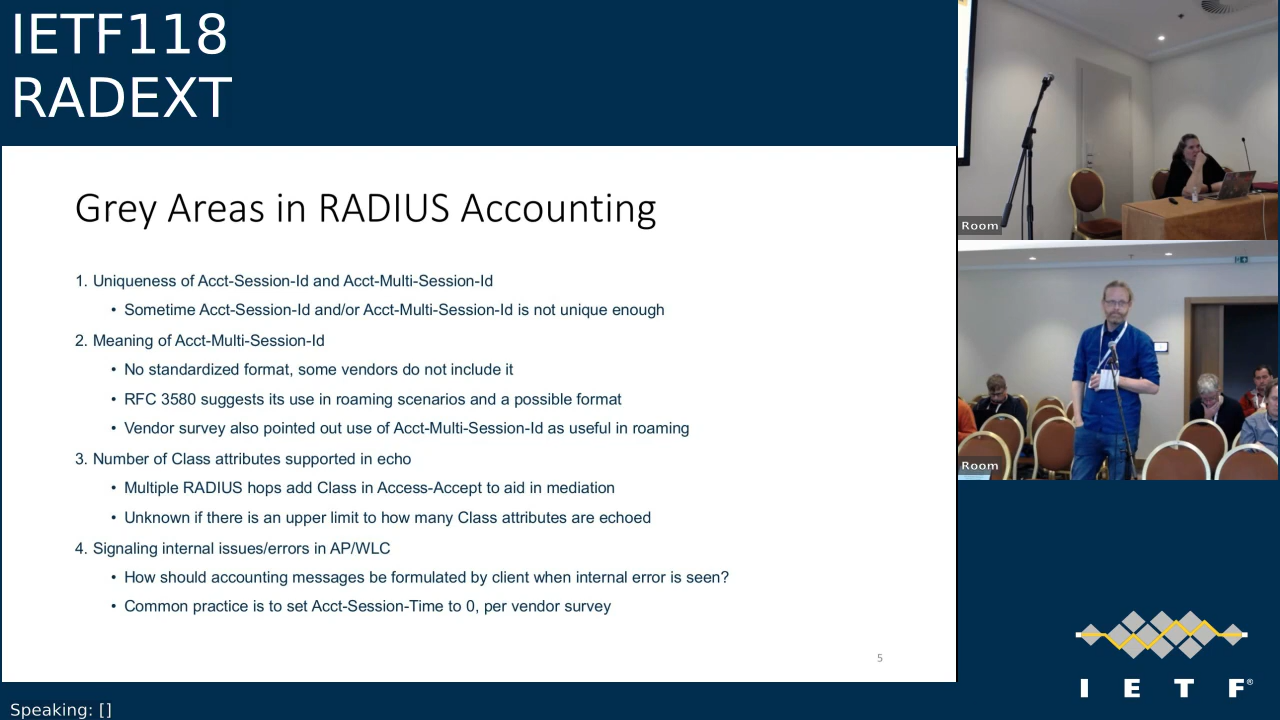 IETF118
RADEXT
Grey Areas in RADIUS Accounting
1. Uniqueness of Acct-Session-Id and Acct-Multi-Session-Id
• Sometime Acct-Session-Id and/or Acct-Multi-Session-Id is not unique enough
2. Meaning of Acct-Multi-Session-Id
• No standardized format, some vendors do not include it
• RFC 3580 suggests its use in roaming scenarios and a possible format
• Vendor survey also pointed out use of Acct-Multi-Session-Id as useful in roaming
3. Number of Class attributes supported in echo
• Multiple RADIUS hops add Class in Access-Accept to aid in mediation
• Unknown if there is an upper limit to how many Class attributes are echoed
4. Signaling internal issues/errors in AP/WLC
• How should accounting messages be formulated by client when internal error is seen?
• Common practice is to set Acct-Session-Time to 0, per vendor survey
5
Room
Room
I E T F®
Speaking: []